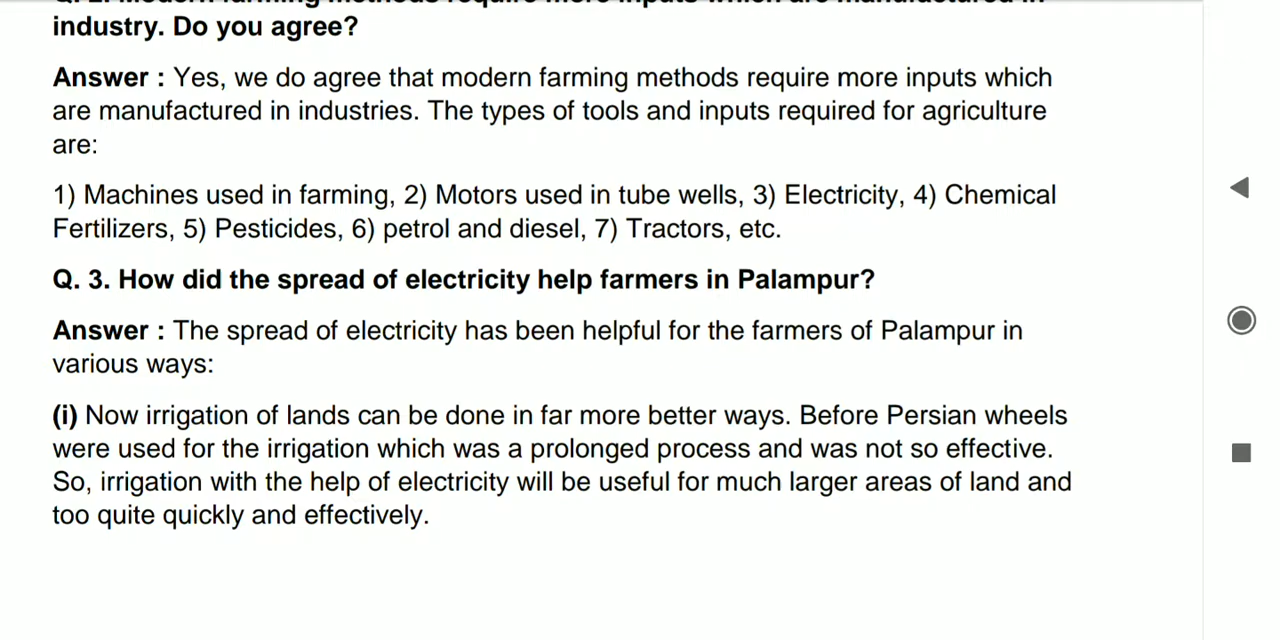 industry. Do you agree?
Answer : Yes, we do agree that modern farming methods require more inputs which
are manufactured in industries. The types of tools and inputs required for agriculture
are:
1) Machines used in farming, 2) Motors used in tube wells, 3) Electricity, 4) Chemical
Fertilizers, 5) Pesticides, 6) petrol and diesel, 7) Tractors, etc.
Q. 3. How did the spread of electricity help farmers in Palampur?
Answer : The spread of electricity has been helpful for the farmers of Palampur in
various ways:
(i) Now irrigation of lands can be done in far more better ways. Before Persian wheels
were used for the irrigation which was a prolonged process and was not so effective.
So, irrigation with the help of electricity will be useful for much larger areas of land and
too quite quickly and effectively.